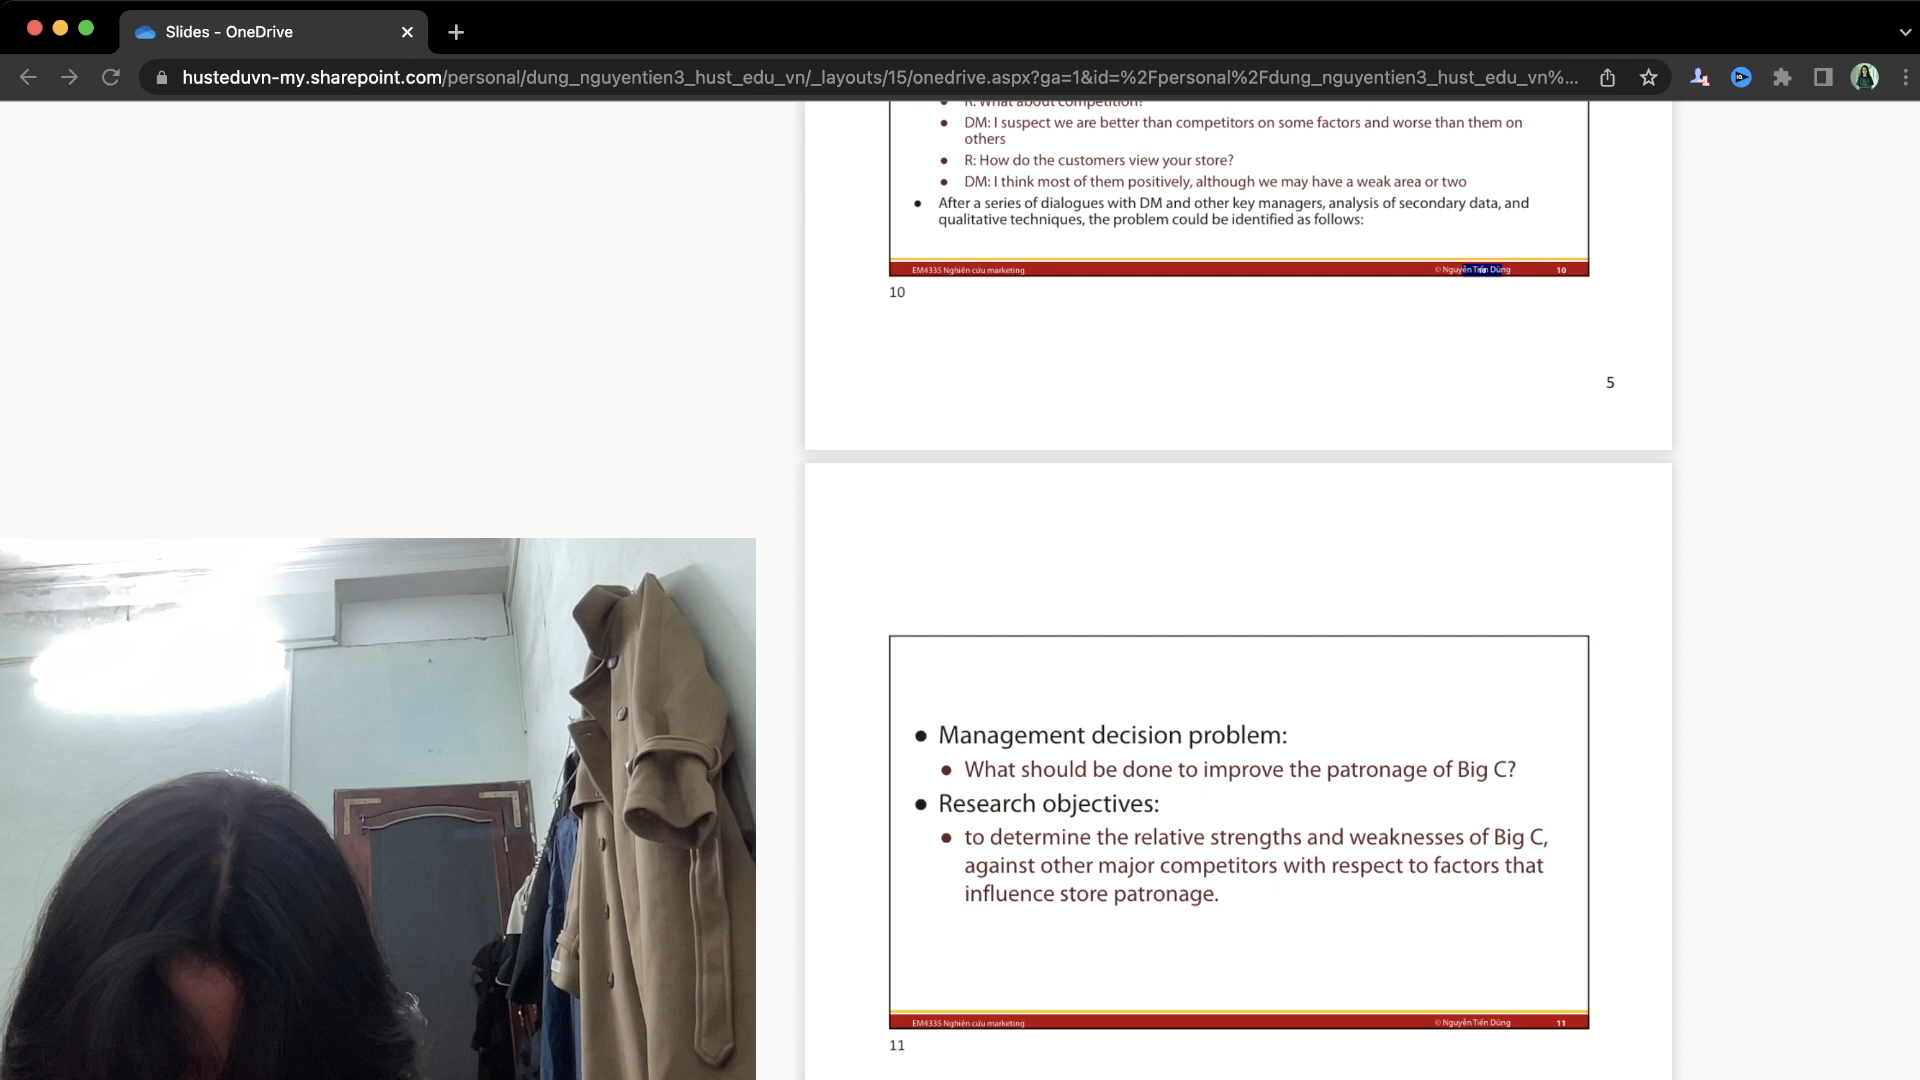 Slides - OneDrive
husteduvn-my.sharepoint.com/personal/dung_nguyentien3_hust_edu_vn/_layouts/15/onedrive.aspx?ga=1&id=%2Fpersonal%2Fdung_nguyentien3_hust_edu_vn%...
R: What about competition?
DM: I suspect we are better than competitors on some factors and worse than them on
others
R: How do the customers view your store?
DM: I think most of them positively, although we may have a weak area or two
After a series of dialogues with DM and other key managers, analysis of secondary data, and
qualitative techniques, the problem could be identified as follows:
EM4335 Nghiên cứu marketing © Nguyễn Tiến Dũng 10
10
5
Management decision problem:
What should be done to improve the patronage of Big C?
Research objectives:
to determine the relative strengths and weaknesses of Big C,
against other major competitors with respect to factors that
influence store patronage.
EM4335 Nghiên cứu marketing © Nguyễn Tiến Dũng 11
11